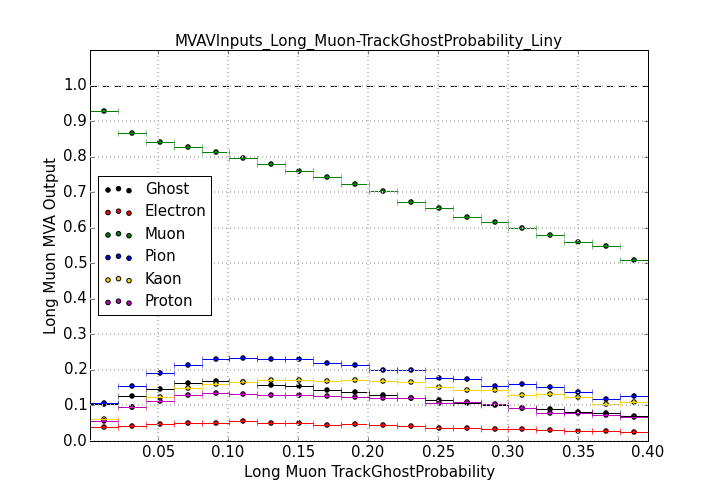 MVAVInputs_Long_Muon-TrackGhostProbability_Liny
1.0
0.9
0.8
0.7
0.6
0.5
0.4
0.3
0.2
0.1
0.0
Long Muon MVA Output
Ghost
Electron
Muon
Pion
Kaon
Proton
0.05 0.10 0.15 0.20 0.25 0.30 0.35 0.40
Long Muon TrackGhostProbability